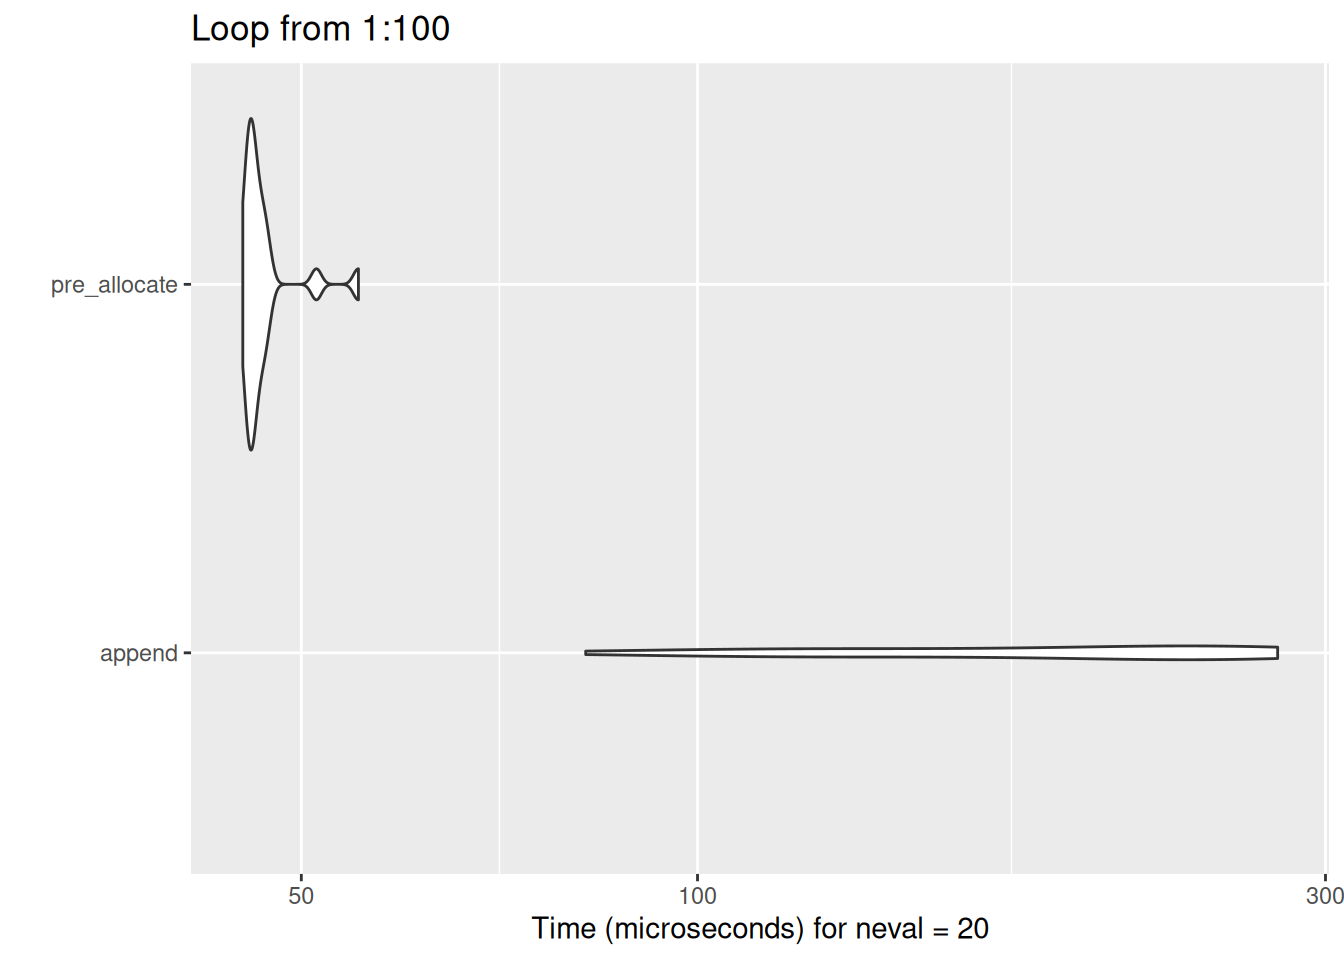 Loop from 1:100
pre_allocate
append
50
100
300
Time (microseconds) for neval = 20